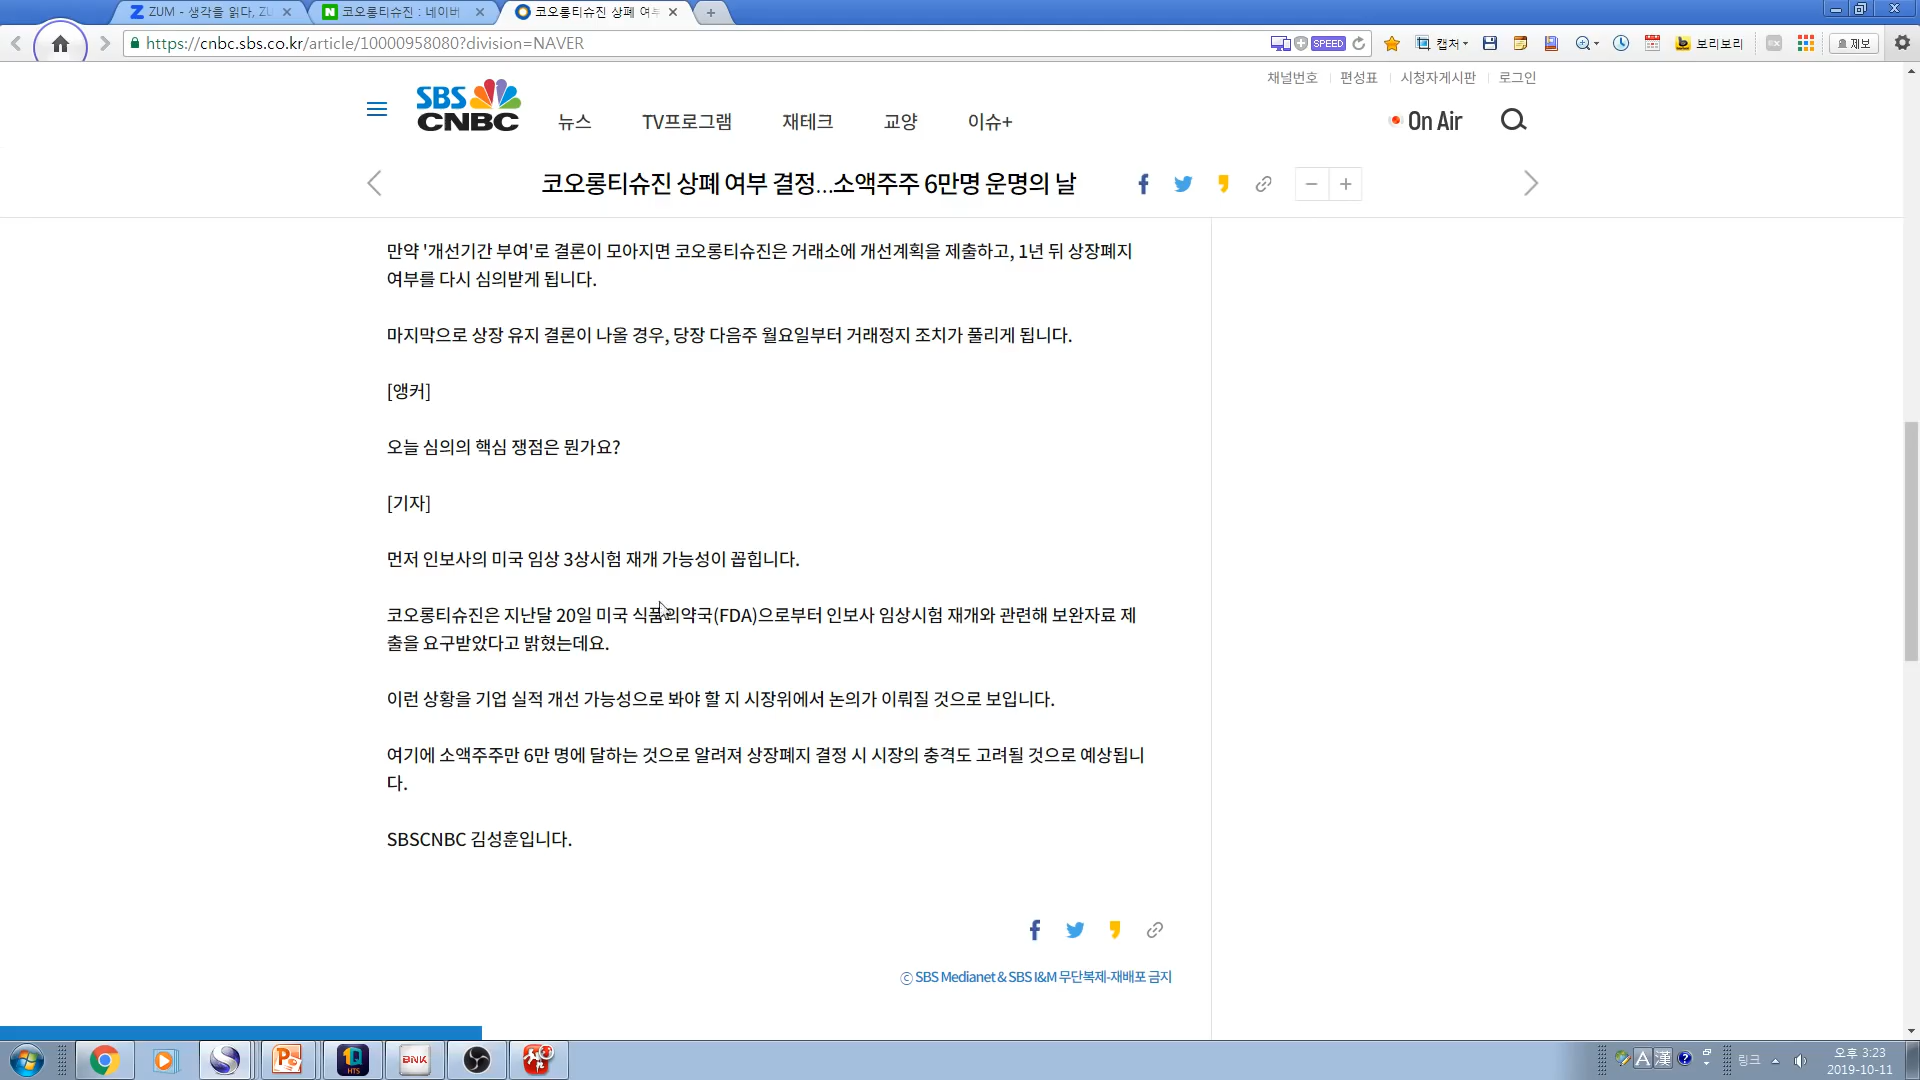 ZUM - 생각을 읽다, ZU
코오롱티슈진 : 네이버
코오롱티슈진 상폐 여부
https://cnbc.sbs.co.kr/article/10000958080?division=NAVER
SPEED
캡처
보리보리
제보
채널번호
편성표
시청자게시판
로그인
SBS
CNBC
뉴스
TV프로그램
재테크
교양
이슈+
On Air
코오롱티슈진 상폐 여부 결정...소액주주 6만명 운명의 날
만약 '개선기간 부여'로 결론이 모아지면 코오롱티슈진은 거래소에 개선계획을 제출하고, 1년 뒤 상장폐지
여부를 다시 심의받게 됩니다.
마지막으로 상장 유지 결론이 나올 경우, 당장 다음주 월요일부터 거래정지 조치가 풀리게 됩니다.
[앵커]
오늘 심의의 핵심 쟁점은 뭔가요?
[기자]
먼저 인보사의 미국 임상 3상시험 재개 가능성이 꼽힙니다.
코오롱티슈진은 지난달 20일 미국 식품의약국(FDA)으로부터 인보사 임상시험 재개와 관련해 보완자료 제
출을 요구받았다고 밝혔는데요.
이런 상황을 기업 실적 개선 가능성으로 봐야 할 지 시장위에서 논의가 이뤄질 것으로 보입니다.
여기에 소액주주만 6만 명에 달하는 것으로 알려져 상장폐지 결정 시 시장의 충격도 고려될 것으로 예상됩니
다.
SBSCNBC 김성훈입니다.
ⓒ SBS Medianet & SBS I&M 무단복제-재배포 금지
HTS
BNK
A 漢
링크
오후 3:23
2019-10-11